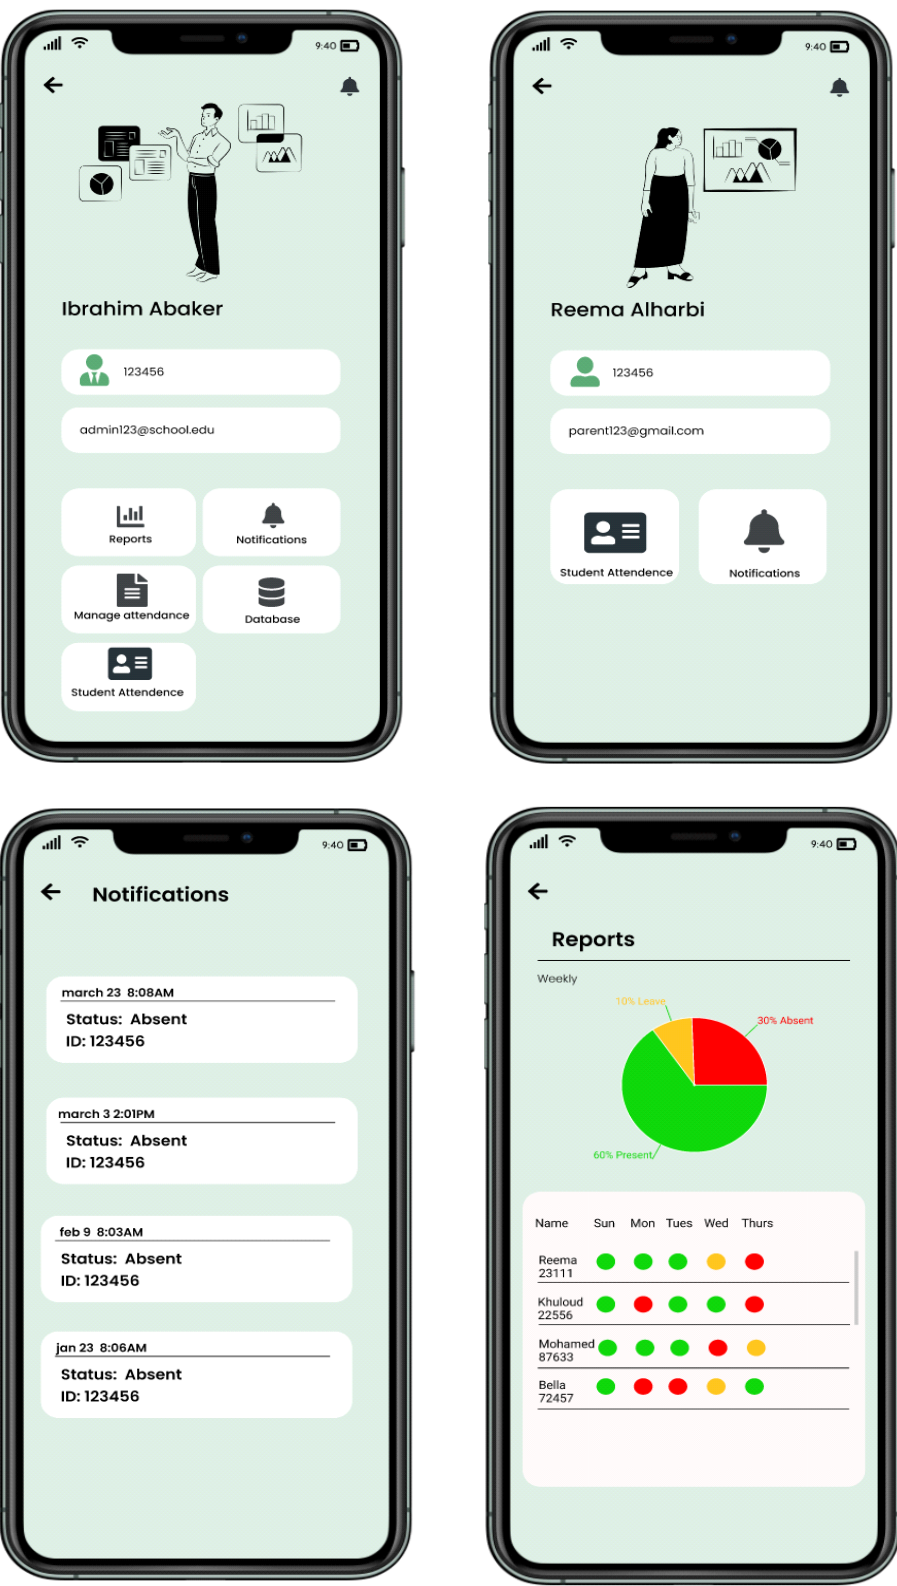 9:40
Ibrahim Abaker
123456
admin123@school.edu
Reports
Notifications
Manage attendance
Database
Student Attendence
9:40
Reema Alharbi
123456
parent123@gmail.com
Student Attendence
Notifications
9:40
Notifications
march 23 8:08AM
Status: Absent
ID: 123456
march 3 2:01PM
Status: Absent
ID: 123456
feb 9 8:03AM
Status: Absent
ID: 123456
jan 23 8:06AM
Status: Absent
ID: 123456
9:40
Reports
Weekly
10% Leave
30% Absent
60% Present
Name Sun Mon Tues Wed Thurs
Reema
23111
Khuloud
22556
Mohamed
87633
Bella
72457